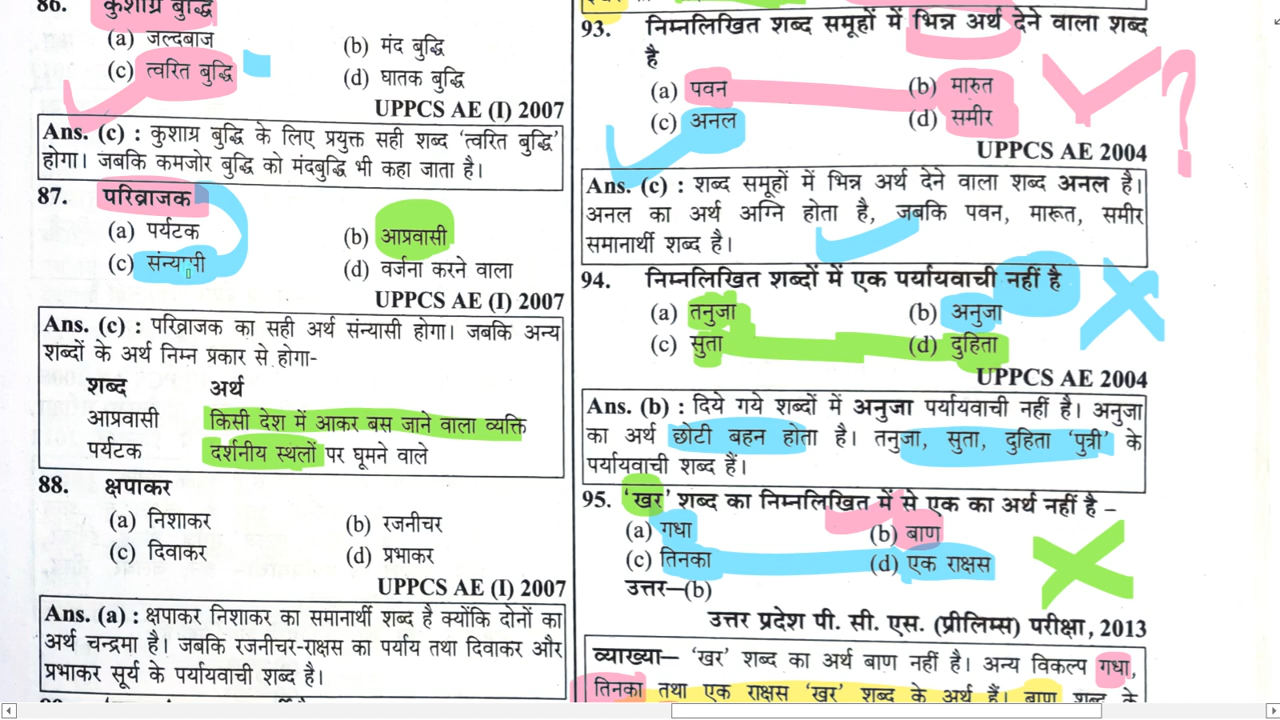 86. कुशाग्र बुद्धि
(a) जल्दबाज (b) मंद बुद्धि
(c) त्वरित बुद्धि (d) घातक बुद्धि
UPPCS AE (I) 2007
Ans. (c) : कुशाग्र बुद्धि के लिए प्रयुक्त सही शब्द 'त्वरित बुद्धि'
होगा। जबकि कमजोर बुद्धि को मंदबुद्धि भी कहा जाता है।
87. परिव्राजक
(a) पर्यटक (b) आप्रवासी
(c) संन्यासी (d) वर्जना करने वाला
UPPCS AE (I) 2007
Ans. (c) : परिव्राजक का सही अर्थ संन्यासी होगा। जबकि अन्य
शब्दों के अर्थ निम्न प्रकार से होगा-
शब्द अर्थ
आप्रवासी किसी देश में आकर बस जाने वाला व्यक्ति
पर्यटक दर्शनीय स्थलों पर घूमने वाले
88. क्षपाकर
(a) निशाकर (b) रजनीचर
(c) दिवाकर (d) प्रभाकर
UPPCS AE (I) 2007
Ans. (a) : क्षपाकर निशाकर का समानार्थी शब्द है क्योंकि दोनों का
अर्थ चन्द्रमा है। जबकि रजनीचर-राक्षस का पर्याय तथा दिवाकर और
प्रभाकर सूर्य के पर्यायवाची शब्द है।
93. निम्नलिखित शब्द समूहों में भिन्न अर्थ देने वाला शब्द
है
(a) पवन (b) मारुत
(c) अनल (d) समीर
UPPCS AE 2004
Ans. (c) : शब्द समूहों में भिन्न अर्थ देने वाला शब्द अनल है।
अनल का अर्थ अग्नि होता है, जबकि पवन, मारूत, समीर
समानार्थी शब्द है।
94. निम्नलिखित शब्दों में एक पर्यायवाची नहीं है
(a) तनुजा (b) अनुजा
(c) सुता (d) दुहिता
UPPCS AE 2004
Ans. (b) : दिये गये शब्दों में अनुजा पर्यायवाची नहीं है। अनुजा
का अर्थ छोटी बहन होता है। तनुजा, सुता, दुहिता 'पुत्री' के
पर्यायवाची शब्द हैं।
95. 'खर' शब्द का निम्नलिखित में से एक का अर्थ नहीं है –
(a) गधा (b) बाण
(c) तिनका (d) एक राक्षस
उत्तर–(b)
उत्तर प्रदेश पी. सी. एस. (प्रीलिम्स) परीक्षा, 2013
व्याख्या– 'खर' शब्द का अर्थ बाण नहीं है। अन्य विकल्प गधा,
तिनका तथा एक राक्षस 'खर' शब्द के अर्थ हैं। बाण शब्द के